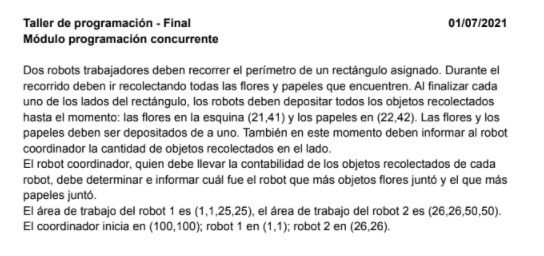 Taller de programación - Final 01/07/2021
Módulo programación concurrente
Dos robots trabajadores deben recorrer el perímetro de un rectángulo asignado. Durante el
recorrido deben ir recolectando todas las flores y papeles que encuentren. Al finalizar cada
uno de los lados del rectángulo, los robots deben depositar todos los objetos recolectados
hasta el momento: las flores en la esquina (21,41) y los papeles en (22,42). Las flores y los
papeles deben ser depositados de a uno. También en este momento deben informar al robot
coordinador la cantidad de objetos recolectados en el lado.
El robot coordinador, quien debe llevar la contabilidad de los objetos recolectados de cada
robot, debe determinar e informar cuál fue el robot que más objetos flores juntó y el que más
papeles juntó.
El área de trabajo del robot 1 es (1,1,25,25), el área de trabajo del robot 2 es (26,26,50,50).
El coordinador inicia en (100,100); robot 1 en (1,1); robot 2 en (26,26).